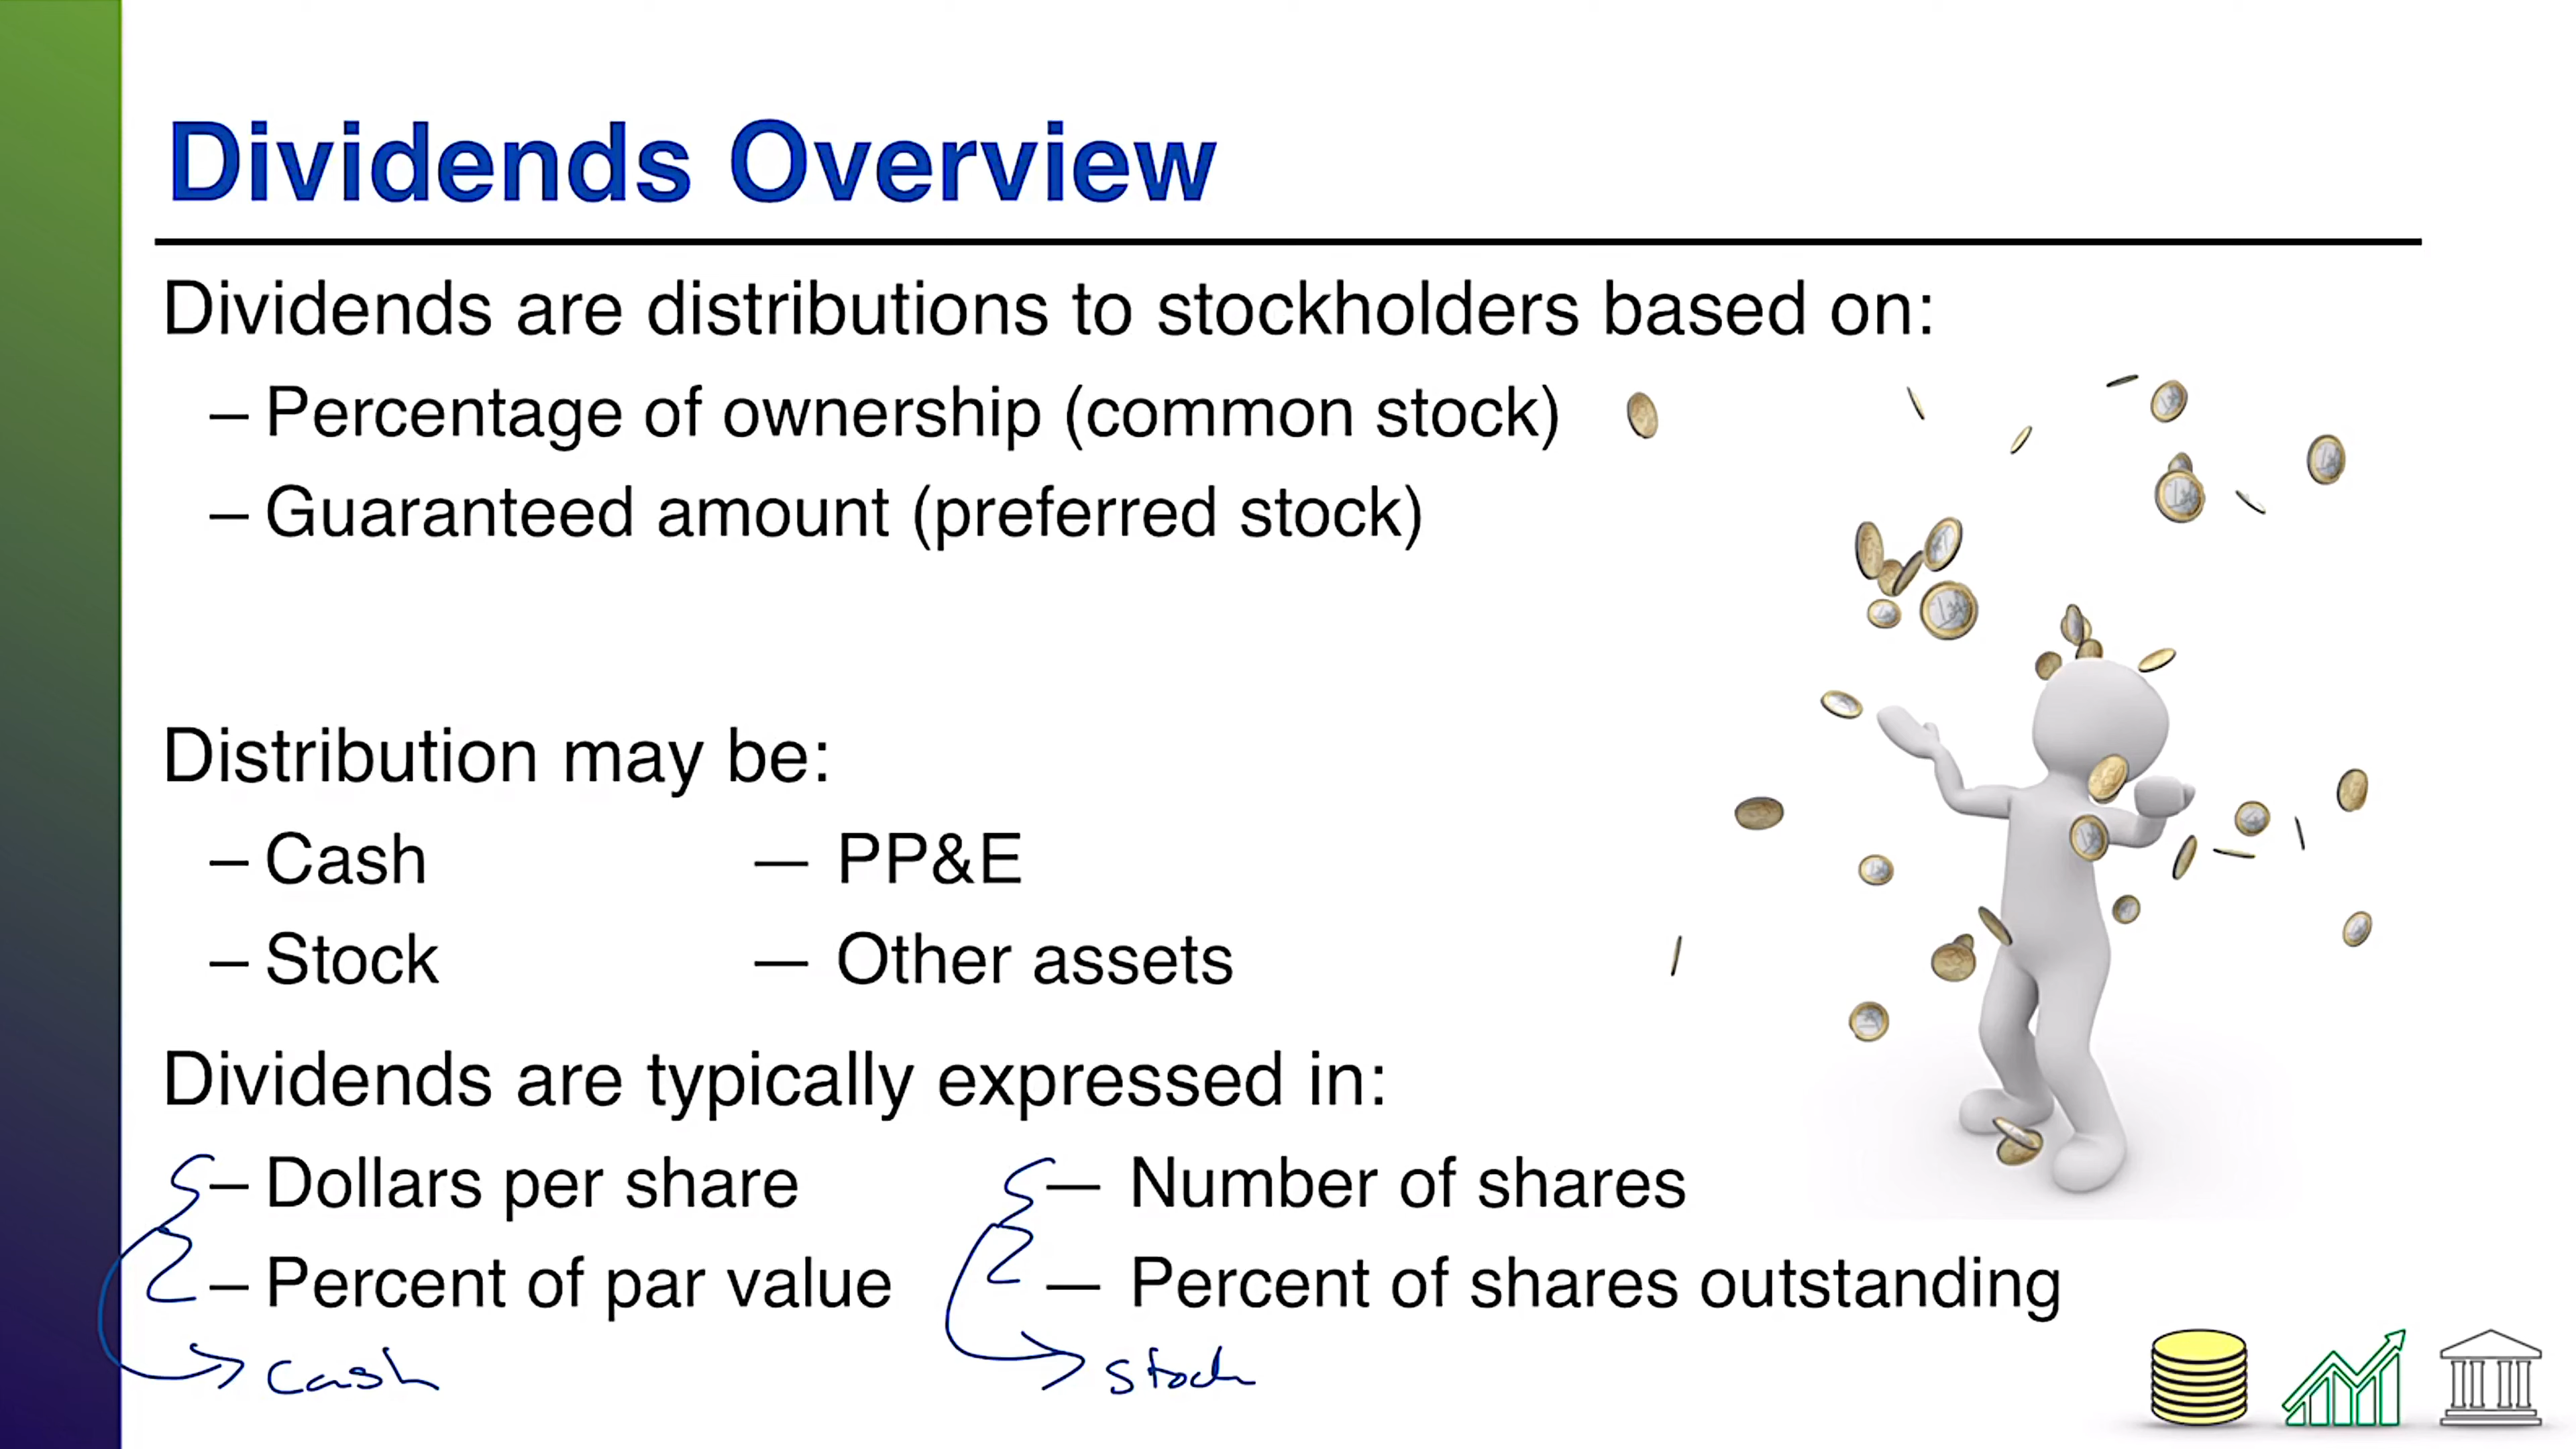 Dividends Overview
Dividends are distributions to stockholders based on:
– Percentage of ownership (common stock)
– Guaranteed amount (preferred stock)
Distribution may be:
– Cash — PP&E
– Stock — Other assets
Dividends are typically expressed in:
– Dollars per share — Number of shares
– Percent of par value — Percent of shares outstanding
cash stock